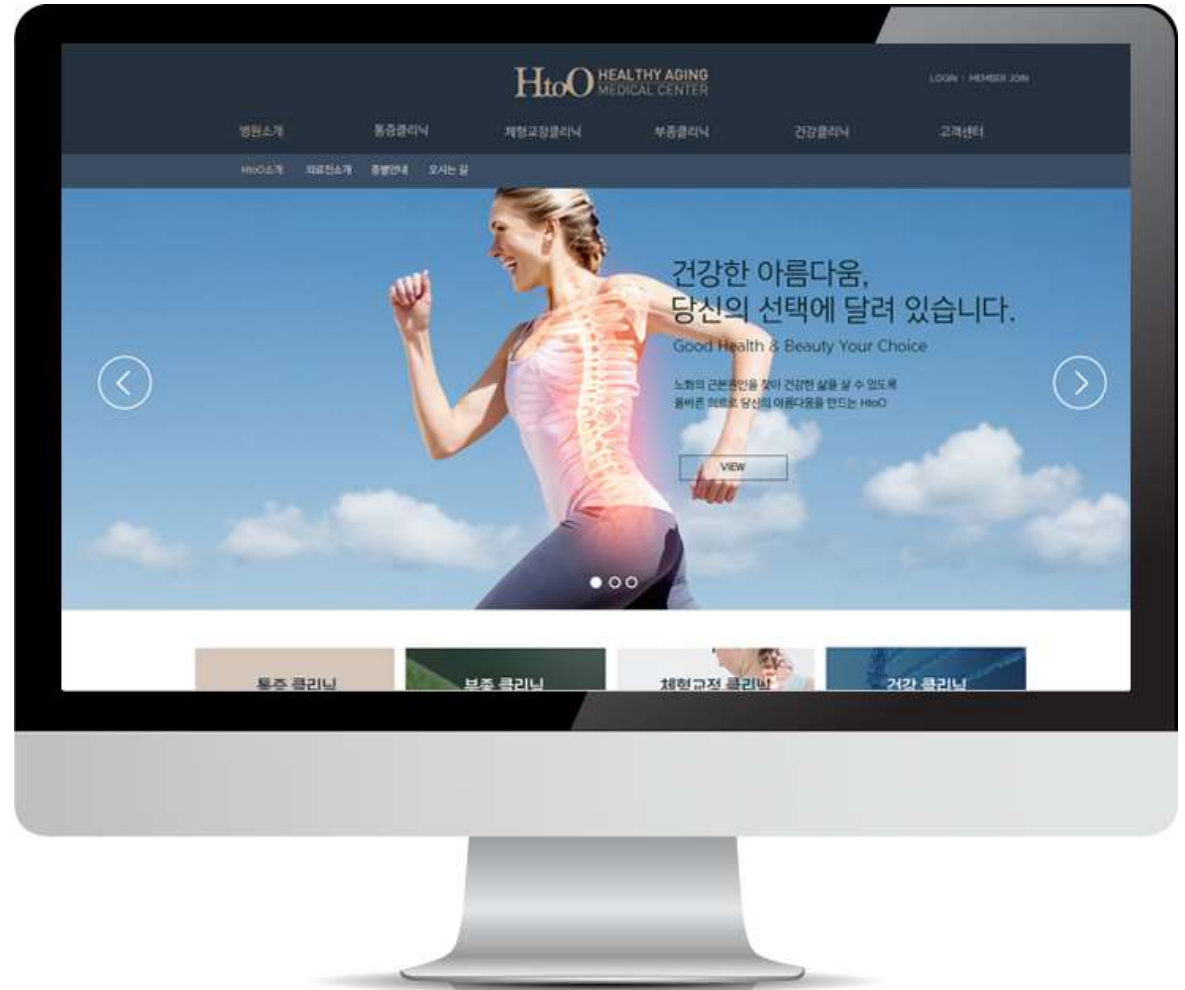 HtoO HEALTHY AGING
MEDICAL CENTER
LOGIN | MEMBER JOIN
병원소개 통증클리닉 체형교정클리닉 부종클리닉 건강클리닉 고객센터
HtoO소개 의료진소개 층별안내 오시는 길
건강한 아름다움,
당신의 선택에 달려 있습니다.
Good Health & Beauty Your Choice
노화의 근본원인을 찾아 건강한 삶을 살 수 있도록
올바른 의료로 당신의 아름다움을 만드는 HtoO
VIEW
통증 클리닉 부종 클리닉 체형교정 클리닉 건강 클리닉